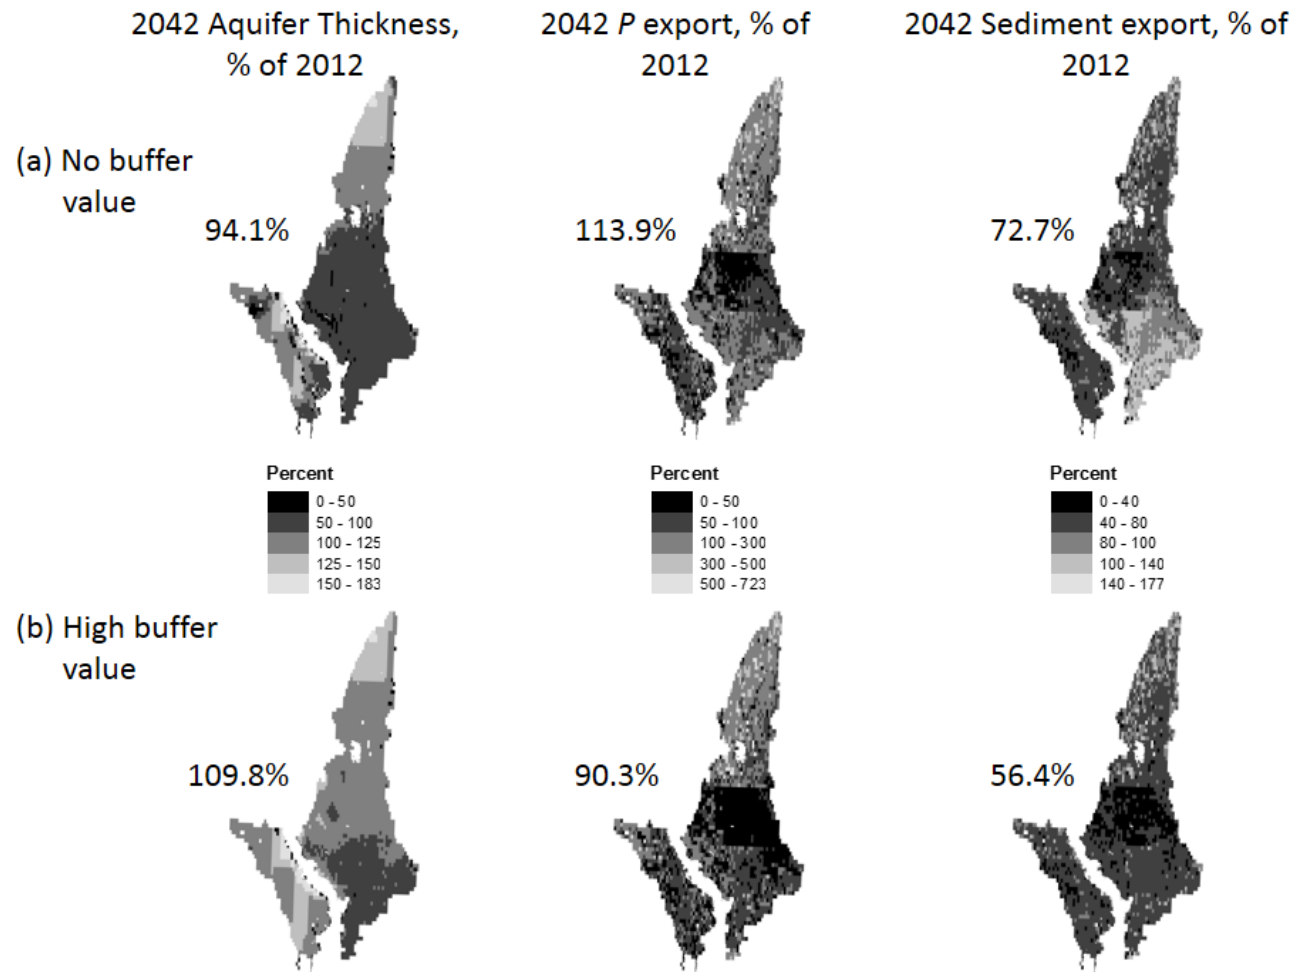 2042 Aquifer Thickness,
% of 2012
2042 P export, % of
2012
2042 Sediment export, % of
2012
(a) No buffer
value
94.1%
113.9%
72.7%
Percent
0 - 50
50 - 100
100 - 125
125 - 150
150 - 183
Percent
0 - 50
50 - 100
100 - 300
300 - 500
500 - 723
Percent
0 - 40
40 - 80
80 - 100
100 - 140
140 - 177
(b) High buffer
value
109.8%
90.3%
56.4%